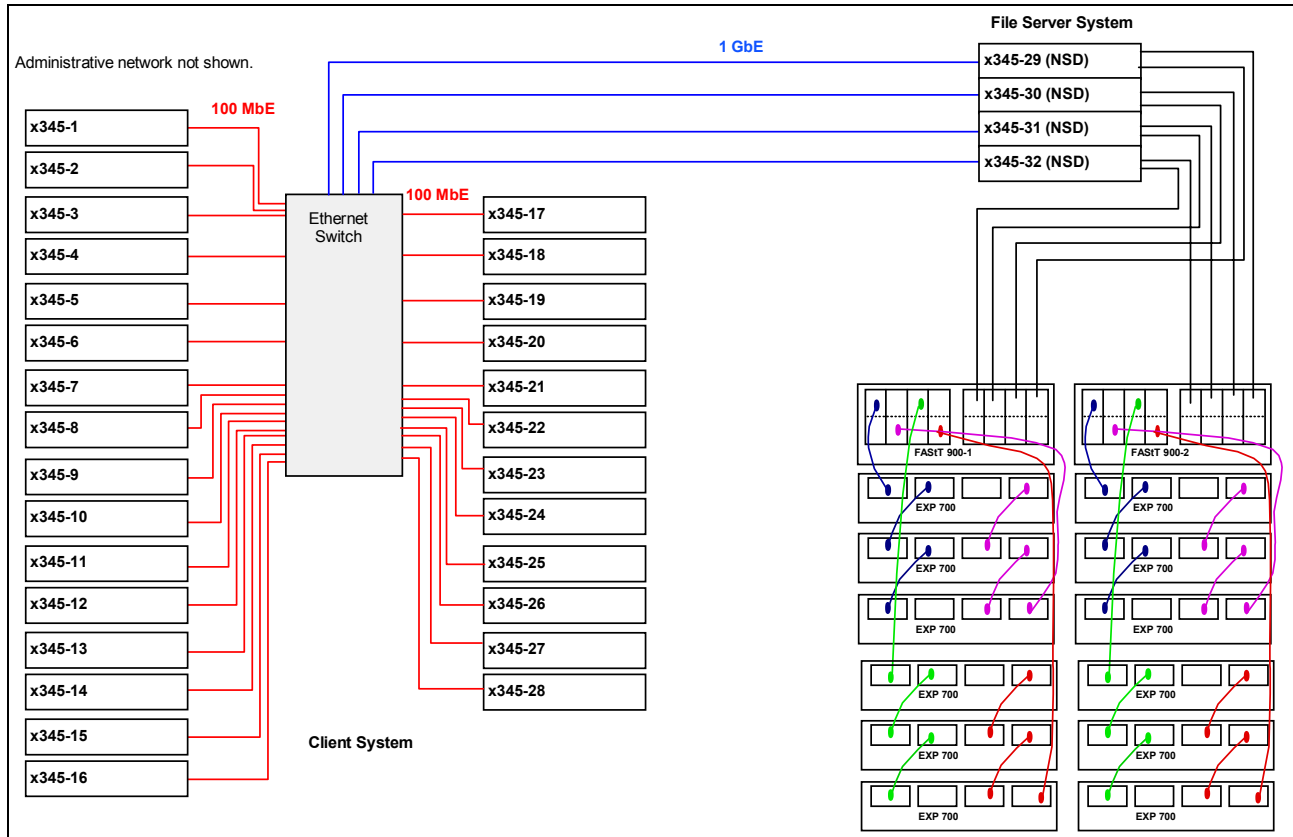 File Server System
1 GbE
Administrative network not shown.
x345-29 (NSD)
x345-30 (NSD)
x345-31 (NSD)
x345-32 (NSD)
100 MbE
x345-1
x345-2
x345-3
x345-4
x345-5
x345-6
x345-7
x345-8
x345-9
x345-10
x345-11
x345-12
x345-13
x345-14
x345-15
x345-16
Ethernet
Switch
100 MbE
x345-17
x345-18
x345-19
x345-20
x345-21
x345-22
x345-23
x345-24
x345-25
x345-26
x345-27
x345-28
Client System
FAStT 900-1
EXP 700
EXP 700
EXP 700
EXP 700
EXP 700
EXP 700
FAStT 900-2
EXP 700
EXP 700
EXP 700
EXP 700
EXP 700
EXP 700